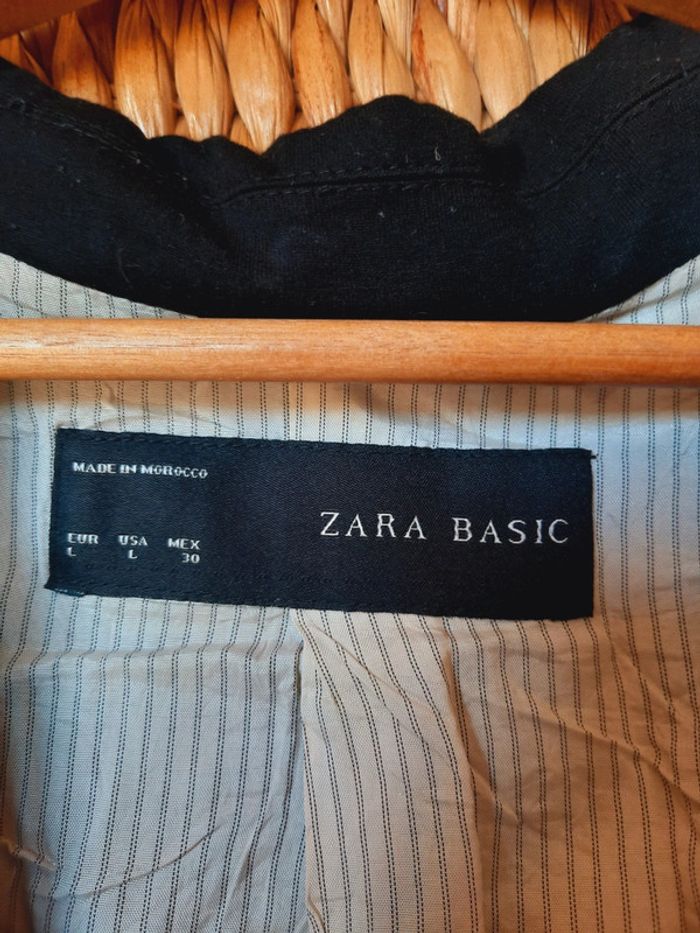 MADE IN MOROCCO
ZARA BASIC
EUR USA MEX
L L 30